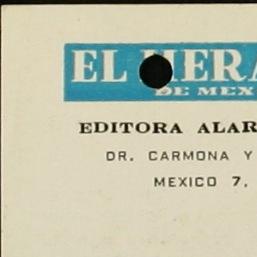 EL HERA
DE MEX
EDITORA ALAR
DR. CARMONA Y
MEXICO 7,